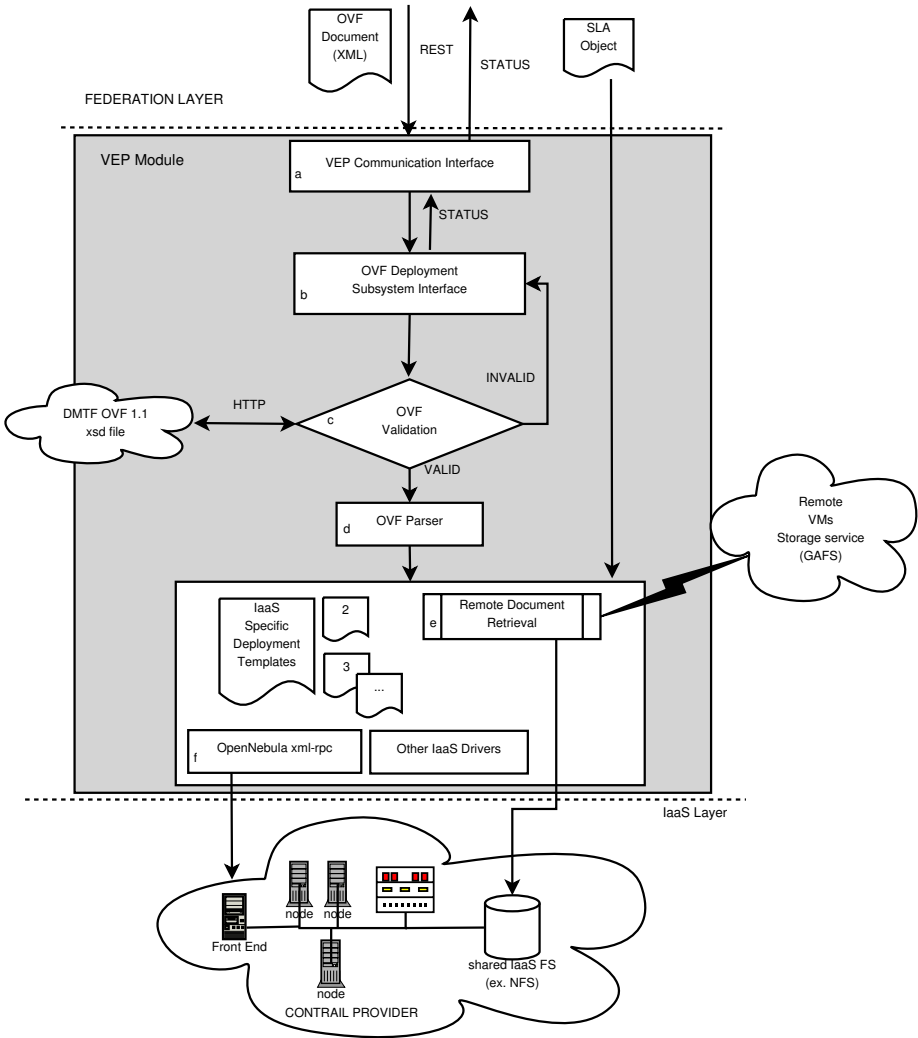 OVF
Document
(XML)
REST
STATUS
SLA
Object
FEDERATION LAYER
VEP Module
VEP Communication Interface
a
STATUS
OVF Deployment
Subsystem Interface
b
INVALID
HTTP
DMTF OVF 1.1
xsd file
c
OVF
Validation
VALID
Remote
VMs
Storage service
(GAFS)
OVF Parser
d
IaaS
Specific
Deployment
Templates
2
3
...
Remote Document
Retrieval
e
OpenNebula xml-rpc
f
Other IaaS Drivers
IaaS Layer
node
node
Front End
node
shared IaaS FS
(ex. NFS)
CONTRAIL PROVIDER